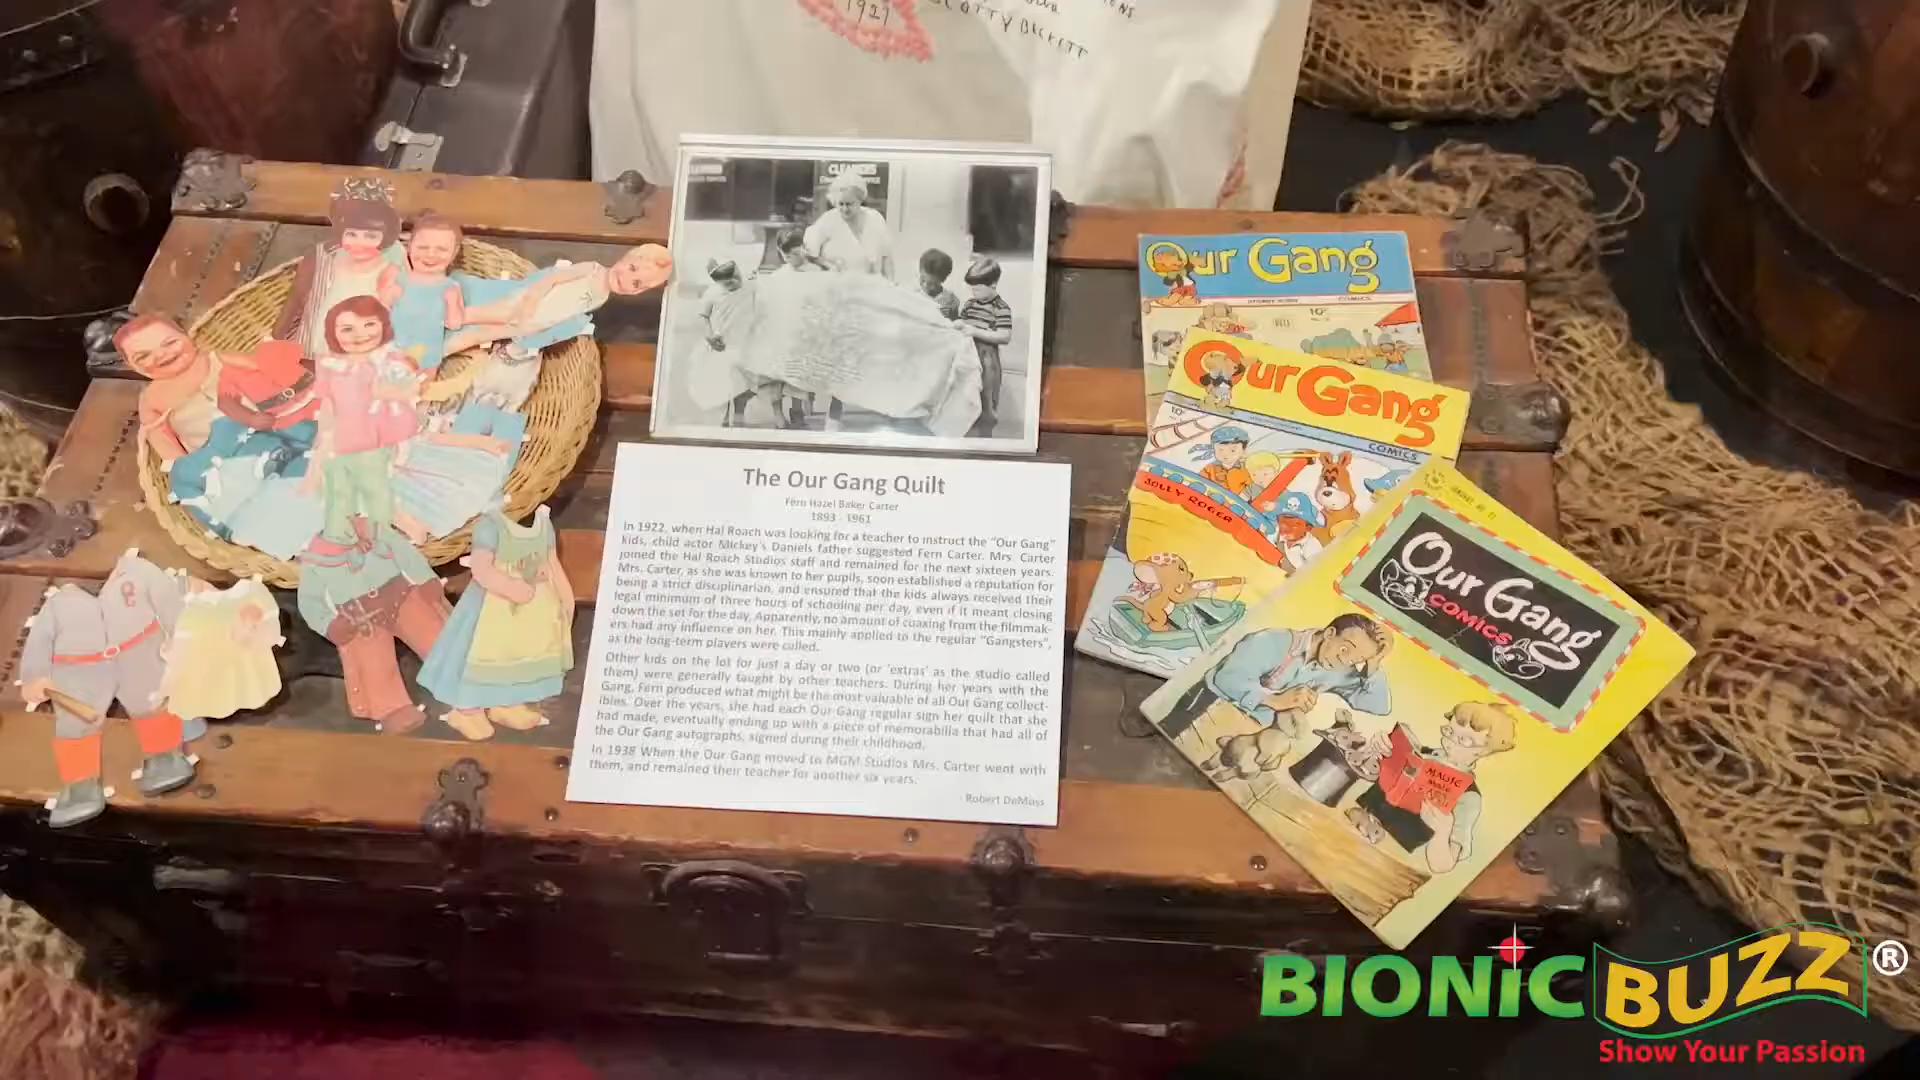 1927
SCOTTY BECKETT
CLEANERS
Our Gang
COMICS
10¢
Our Gang
10¢
COMICS
JOLLY ROGER
Our Gang
COMICS
MAGIC
MADE
The Our Gang Quilt
Fern Hazel Baker Carter
1893 - 1961
In 1922, when Hal Roach was looking for a teacher to instruct the "Our Gang"
kids, child actor Mickey's Daniels father suggested Fern Carter. Mrs. Carter
joined the Hal Roach Studios staff and remained for the next sixteen years.
Mrs. Carter, as she was known to her pupils, soon established a reputation for
being a strict disciplinarian, and ensured that the kids always received their
legal minimum of three hours of schooling per day, even if it meant closing
down the set for the day. Apparently, no amount of coaxing from the filmmak-
ers had any influence on her. This mainly applied to the regular "Gangsters",
as the long-term players were called.
Other kids on the lot for just a day or two (or 'extras' as the studio called
them) were generally taught by other teachers. During her years with the
Gang, Fern produced what might be the most valuable of all Our Gang collect-
ibles. Over the years, she had each Our Gang regular sign her quilt that she
had made, eventually ending up with a piece of memorabilia that had all of
the Our Gang autographs, signed during their childhood.
In 1938 When the Our Gang moved to MGM Studios Mrs. Carter went with
them, and remained their teacher for another six years.
Robert DeMoss
BIONIC BUZZ ®
Show Your Passion